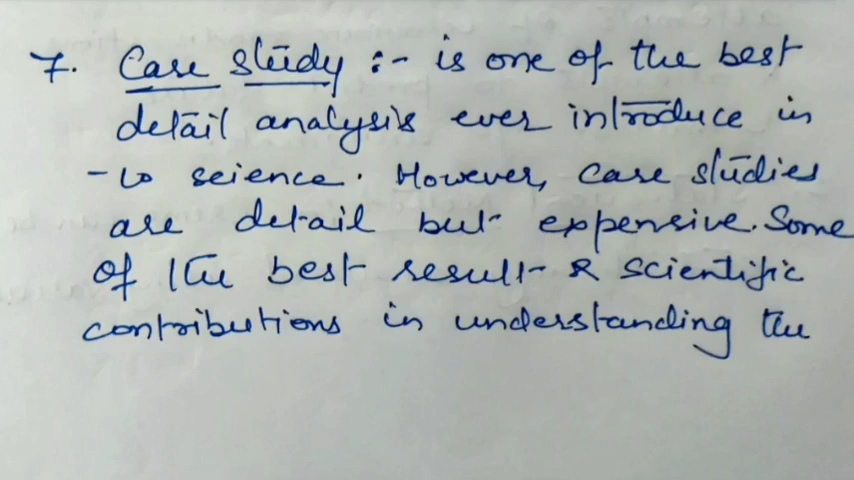 7. Case study :- is one of the best
detail analysis ever introduce in
-to science. However, case studies
are detail but expensive. Some
of the best result & scientific
contributions in understanding the